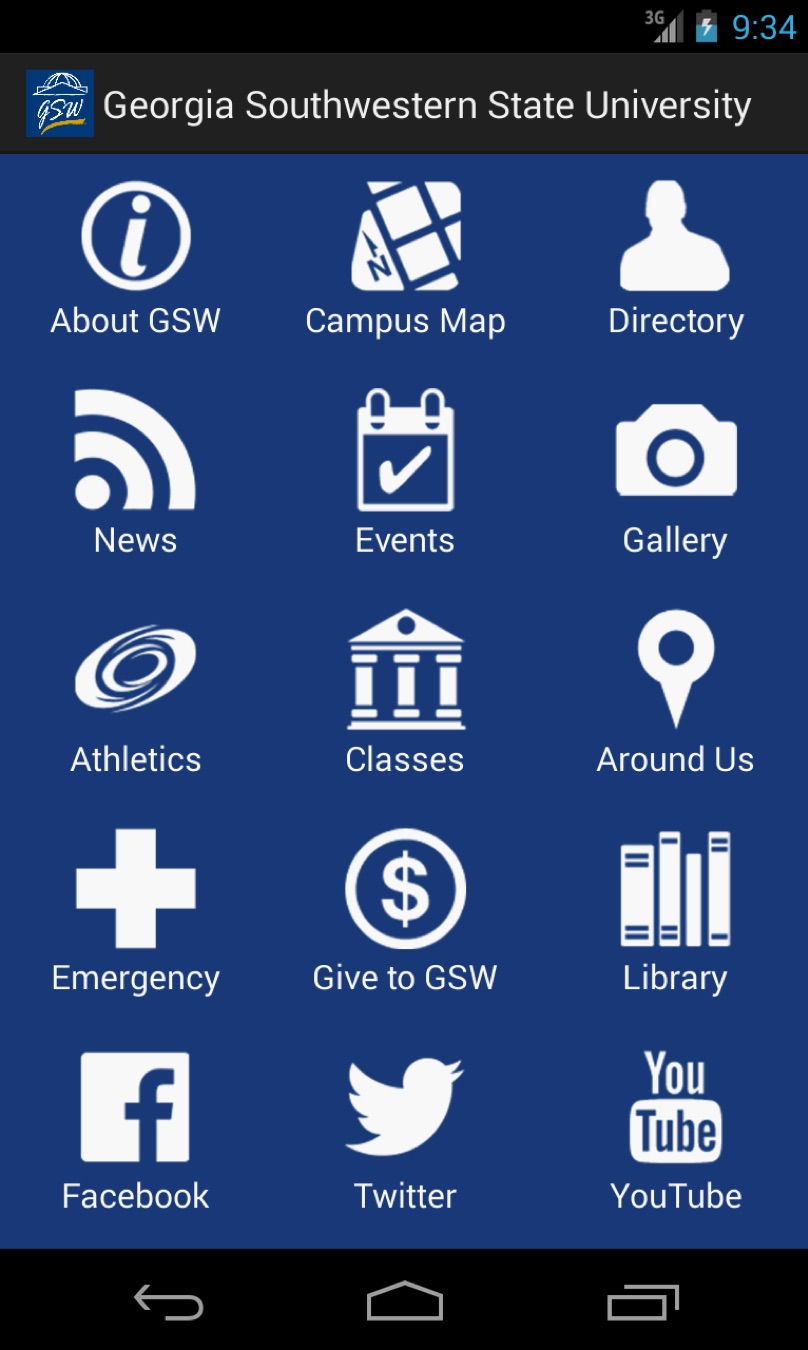 3G 9:34
GSW Georgia Southwestern State University
i N
About GSW Campus Map Directory
News Events Gallery
Athletics Classes Around Us
$
Emergency Give to GSW Library
f You
Tube
Facebook Twitter YouTube